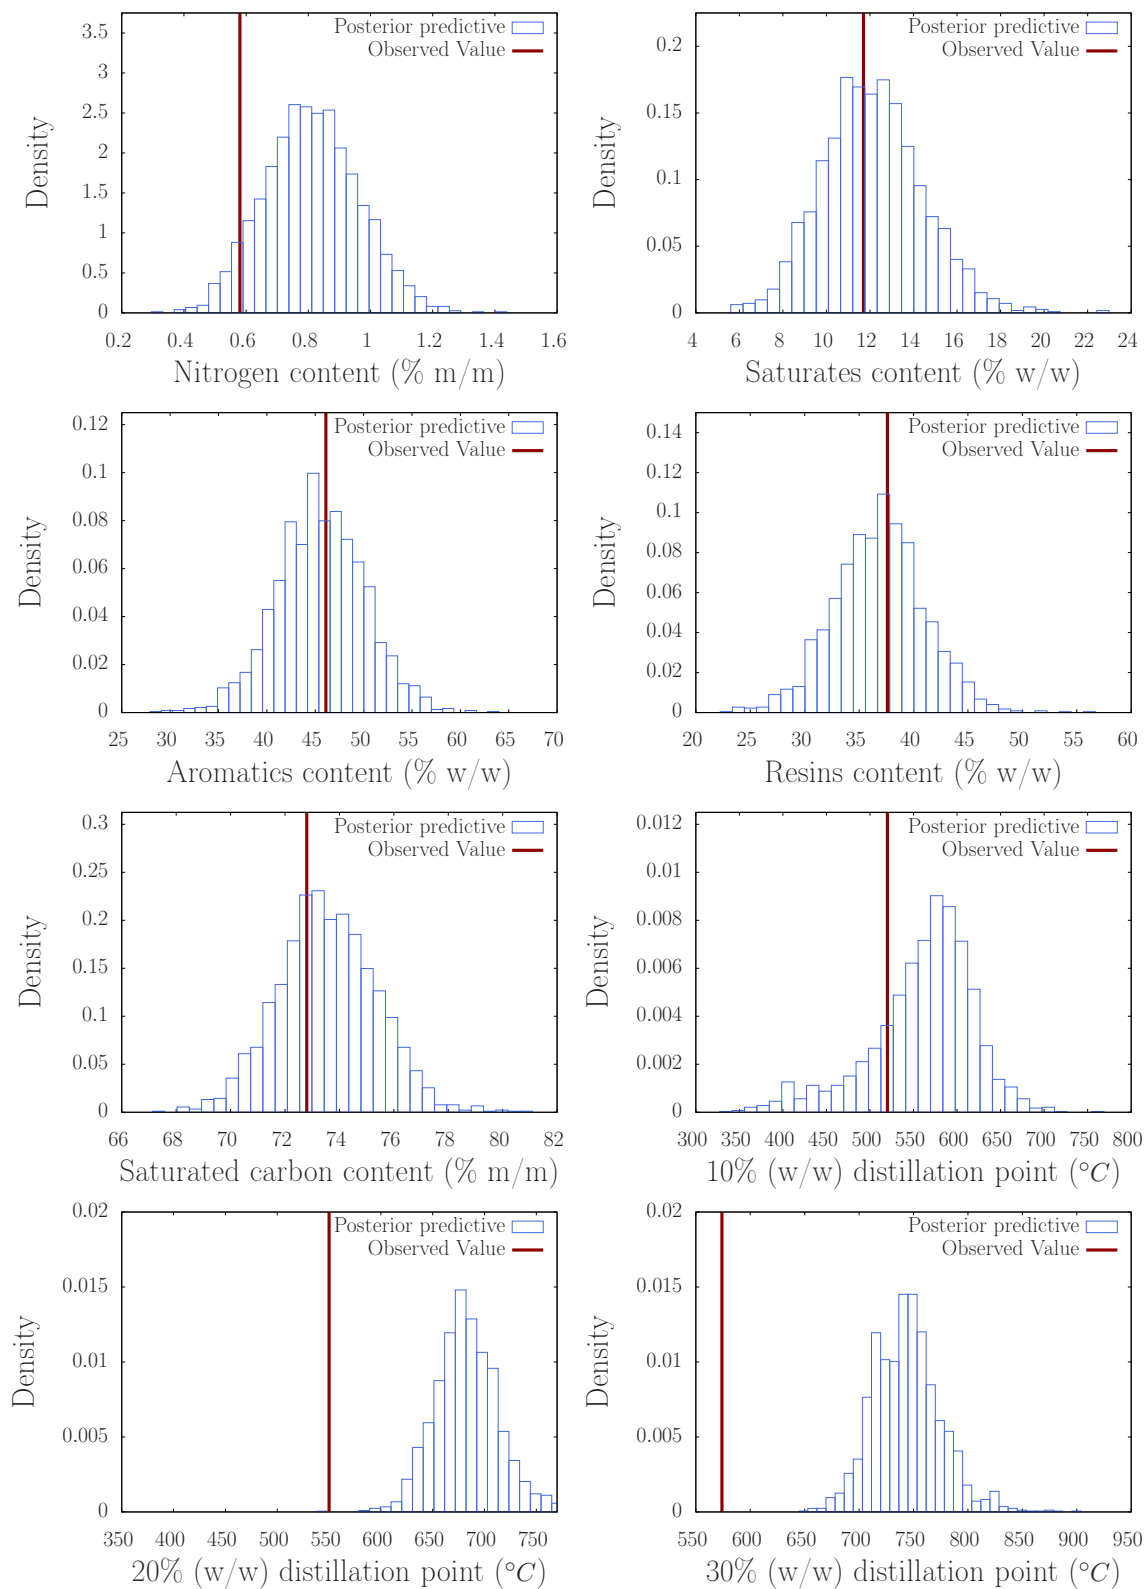 Posterior predictive
Observed Value
3.5
3
2.5
2
1.5
1
0.5
0
Density
0.2 0.4 0.6 0.8 1 1.2 1.4 1.6
Nitrogen content (% m/m)
Posterior predictive
Observed Value
0.2
0.15
0.1
0.05
0
Density
4 6 8 10 12 14 16 18 20 22 24
Saturates content (% w/w)
Posterior predictive
Observed Value
0.12
0.1
0.08
0.06
0.04
0.02
0
Density
25 30 35 40 45 50 55 60 65 70
Aromatics content (% w/w)
Posterior predictive
Observed Value
0.14
0.12
0.1
0.08
0.06
0.04
0.02
0
Density
20 30 35 40 45 50 60
Resins content (% w/w)
Posterior predictive
Observed Value
0.3
0.25
0.2
0.15
0.1
0.05
0
Density
66 68 70 72 74 76 78 80 82
Saturated carbon content (% m/m)
Posterior predictive
Observed Value
0.012
0.01
0.008
0.006
0.004
0.002
0
Density
300 350 400 450 500 550 600 650 700 750 800
10% (w/w) distillation point (°C)
Posterior predictive
Observed Value
0.02
0.015
0.01
0.005
0
Density
350 400 450 500 550 600 650 700 750
20% (w/w) distillation point (°C)
Posterior predictive
Observed Value
0.02
0.015
0.01
0.005
0
Density
550 600 650 700 750 800 850 900 950
30% (w/w) distillation point (°C)